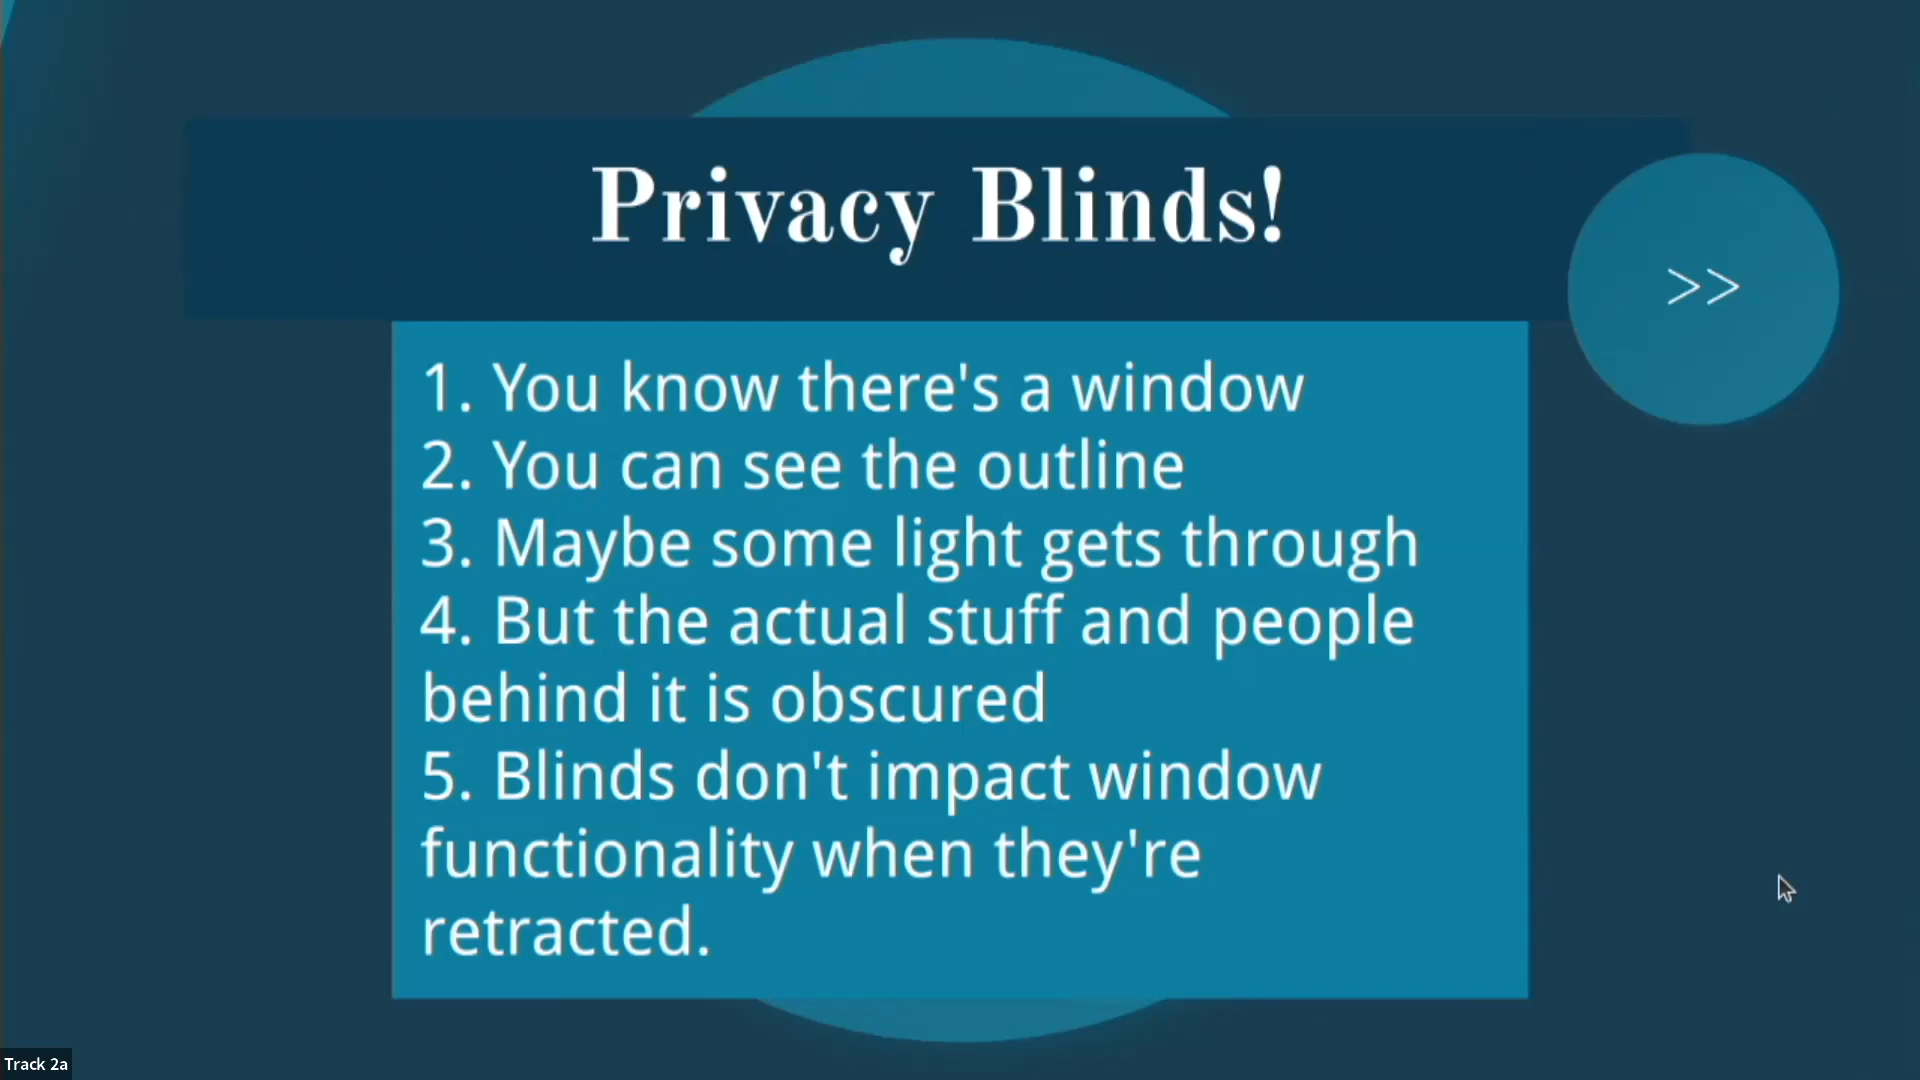 Privacy Blinds!
>>
1. You know there's a window
2. You can see the outline
3. Maybe some light gets through
4. But the actual stuff and people
behind it is obscured
5. Blinds don't impact window
functionality when they're
retracted.
Track 2a